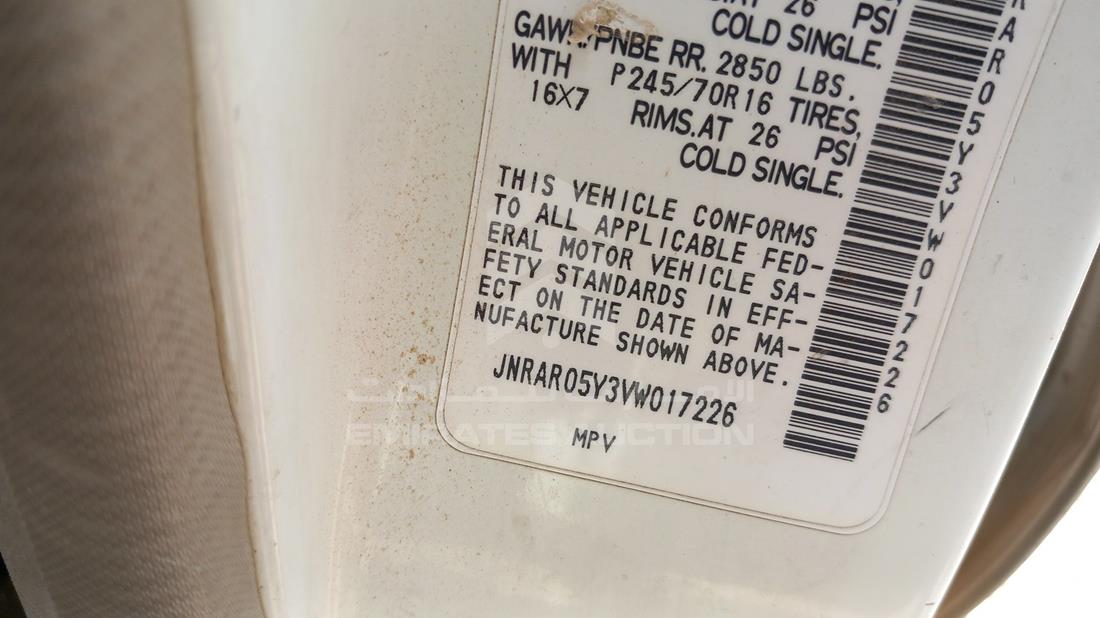 26 PSI
COLD SINGLE.
RR. 2850 LBS.
WITH P245/70R16 TIRES,
16X7 RIMS.AT 26 PSI
COLD SINGLE.
THIS VEHICLE CONFORMS
TO ALL APPLICABLE FED-
ERAL MOTOR VEHICLE SA-
FETY STANDARDS IN EFF-
ECT ON THE DATE OF MA-
NUFACTURE SHOWN ABOVE.
JNRAR05Y3VW017226
MPV
AR05Y3VW017226
EMIRATES AUCTION